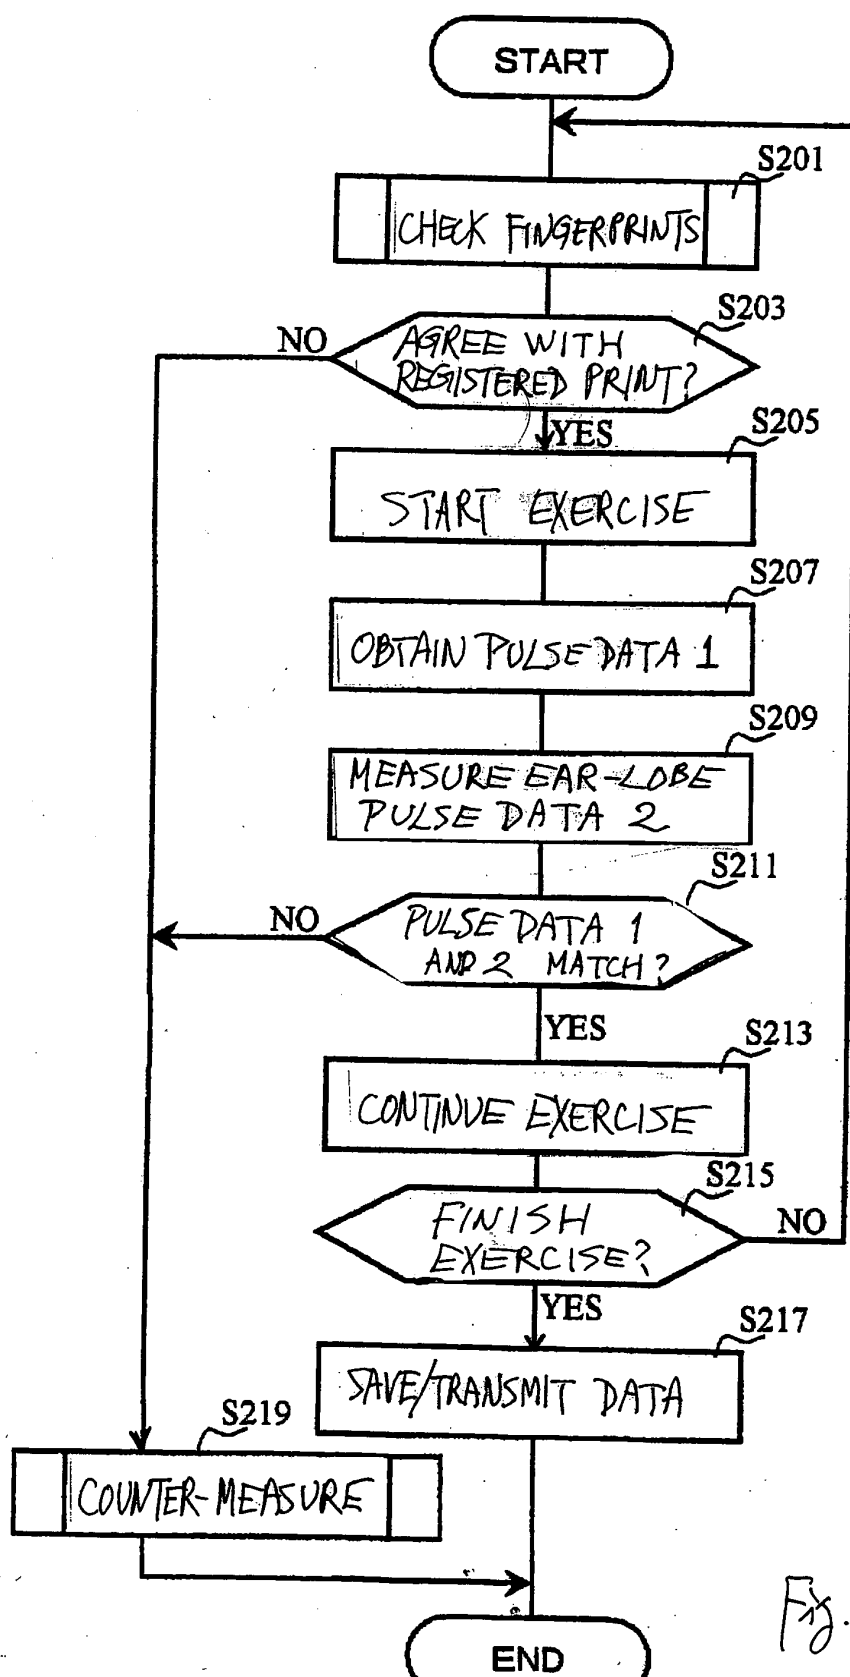 START
S201
CHECK FINGERPRINTS
S203
NO
AGREE WITH
REGISTERED PRINT?
YES
S205
START EXERCISE
S207
OBTAIN PULSE DATA 1
S209
MEASURE EAR-LOBE
PULSE DATA 2
S211
NO
PULSE DATA 1
AND 2 MATCH?
YES
S213
CONTINUE EXERCISE
S215
FINISH
EXERCISE?
NO
YES
S217
SAVE/TRANSMIT DATA
S219
COUNTER-MEASURE
END
Fig.